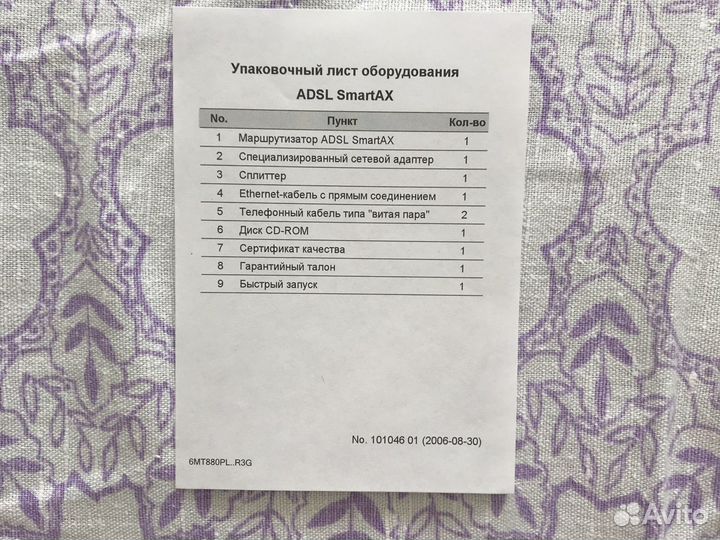 Упаковочный лист оборудования
ADSL SmartAX
No. Пункт Кол-во
1 Маршрутизатор ADSL SmartAX 1
2 Специализированный сетевой адаптер 1
3 Сплиттер 1
4 Ethernet-кабель с прямым соединением 1
5 Телефонный кабель типа "витая пара" 2
6 Диск CD-ROM 1
7 Сертификат качества 1
8 Гарантийный талон 1
9 Быстрый запуск 1
No. 101046 01 (2006-08-30)
6MT880PL..R3G
Avito